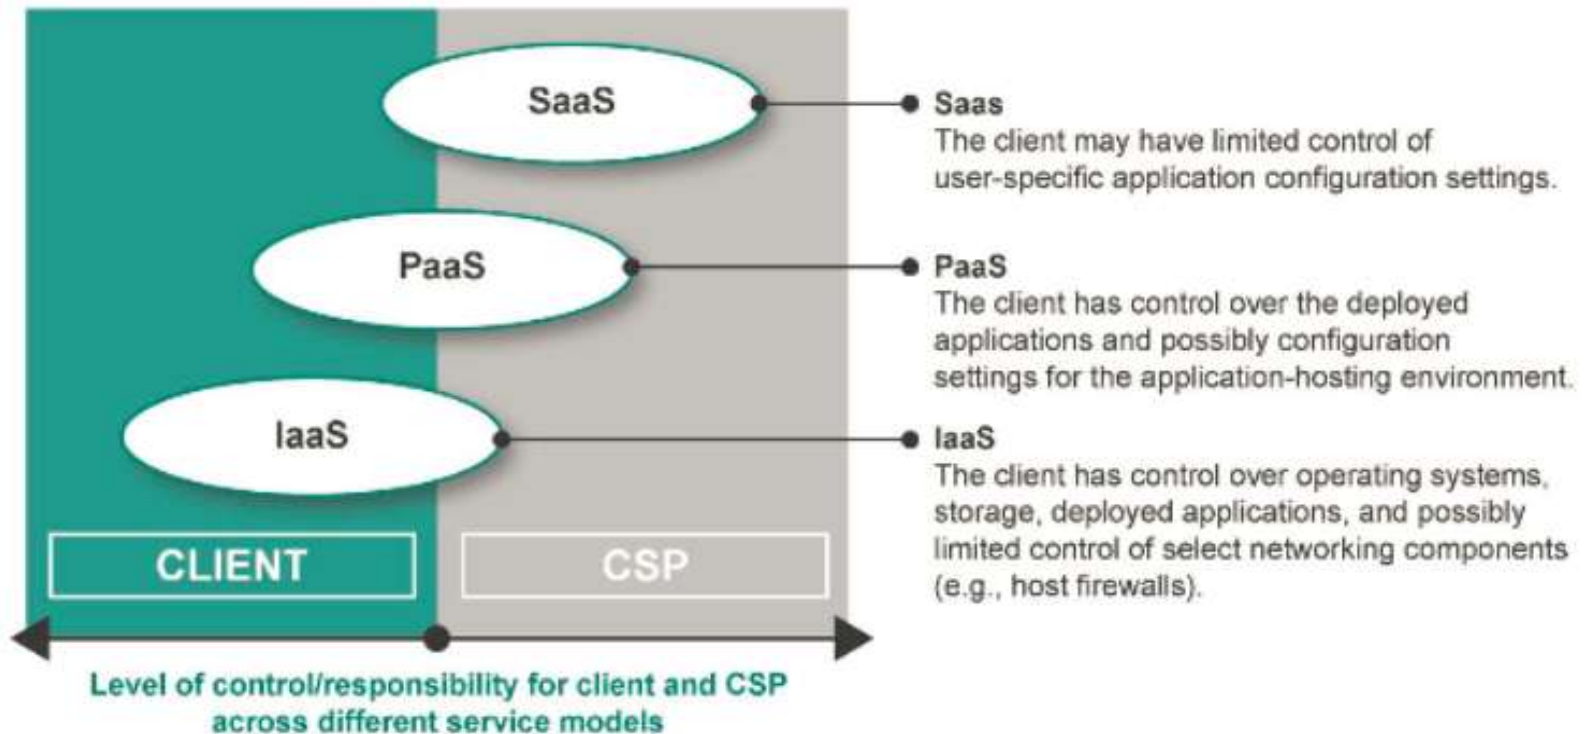 SaaS
Saas
The client may have limited control of
user-specific application configuration settings.
PaaS
PaaS
The client has control over the deployed
applications and possibly configuration
settings for the application-hosting environment.
IaaS
IaaS
The client has control over operating systems,
storage, deployed applications, and possibly
limited control of select networking components
(e.g., host firewalls).
CLIENT
CSP
Level of control/responsibility for client and CSP
across different service models